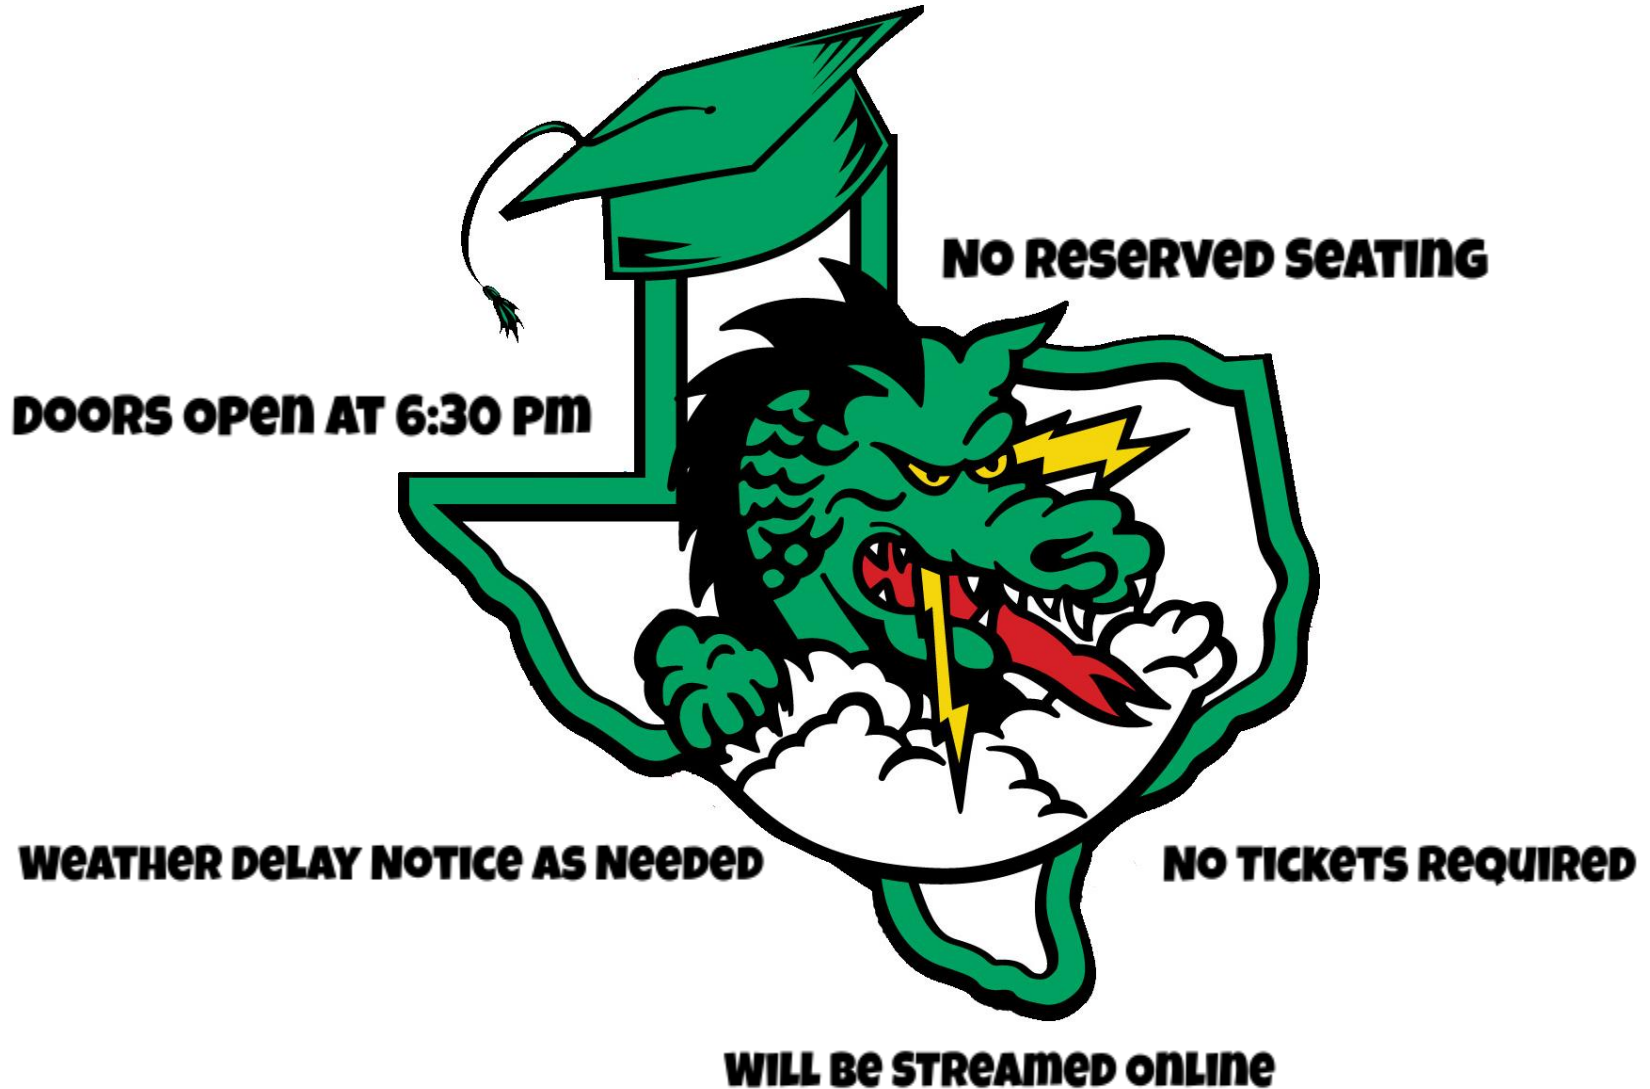 No Reserved Seating
Doors open at 6:30 pm
Weather Delay Notice as Needed
No Tickets Required
Will be streamed online